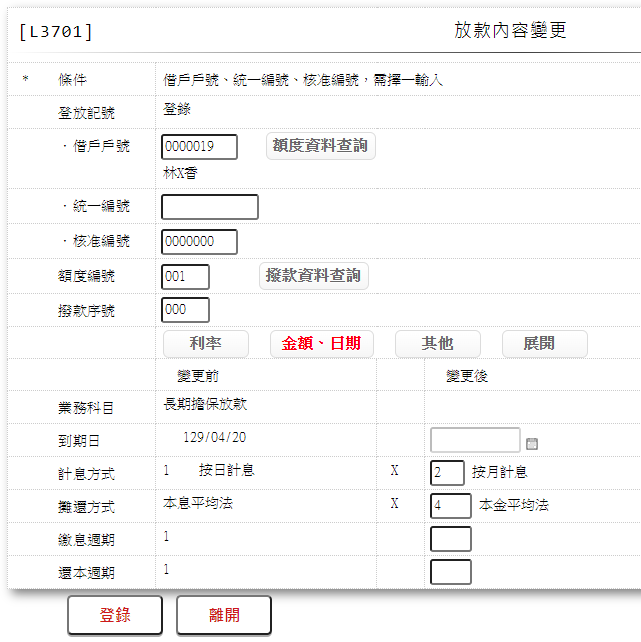 [L3701] 放款內容變更
* 條件 借戶戶號、統一編號、核准編號,需擇一輸入
登放記號 登錄
．借戶戶號 0000019 額度資料查詢
林X香
．統一編號
．核准編號 0000000
額度編號 001 撥款資料查詢
撥款序號 000
利率 金額、日期 其他 展開
變更前 變更後
業務科目 長期擔保放款
到期日 129/04/20
計息方式 1 按日計息 X 2 按月計息
攤還方式 本息平均法 X 4 本金平均法
繳息週期 1
還本週期 1
登錄 離開